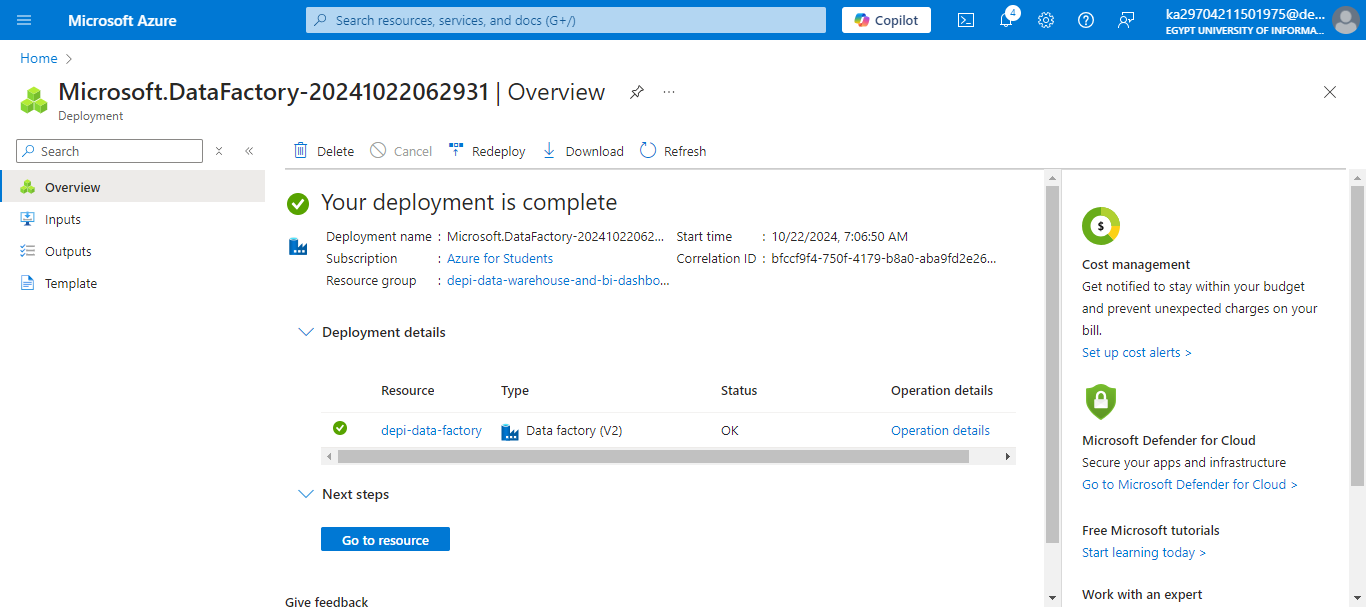 Microsoft Azure
Search resources, services, and docs (G+/)
Copilot
4
ka29704211501975@de...
EGYPT UNIVERSITY OF INFORMA...
Home
Microsoft.DataFactory-20241022062931 | Overview
Deployment
Search
Overview
Inputs
Outputs
Template
Delete
Cancel
Redeploy
Download
Refresh
Your deployment is complete
Deployment name : Microsoft.DataFactory-20241022062...
Subscription : Azure for Students
Resource group : depi-data-warehouse-and-bi-dashbo...
Start time : 10/22/2024, 7:06:50 AM
Correlation ID : bfccf9f4-750f-4179-b8a0-aba9fd2e26...
Deployment details
Resource Type Status Operation details
depi-data-factory Data factory (V2) OK Operation details
Next steps
Go to resource
Give feedback
$
Cost management
Get notified to stay within your budget
and prevent unexpected charges on your
bill.
Set up cost alerts >
Microsoft Defender for Cloud
Secure your apps and infrastructure
Go to Microsoft Defender for Cloud >
Free Microsoft tutorials
Start learning today >
Work with an expert